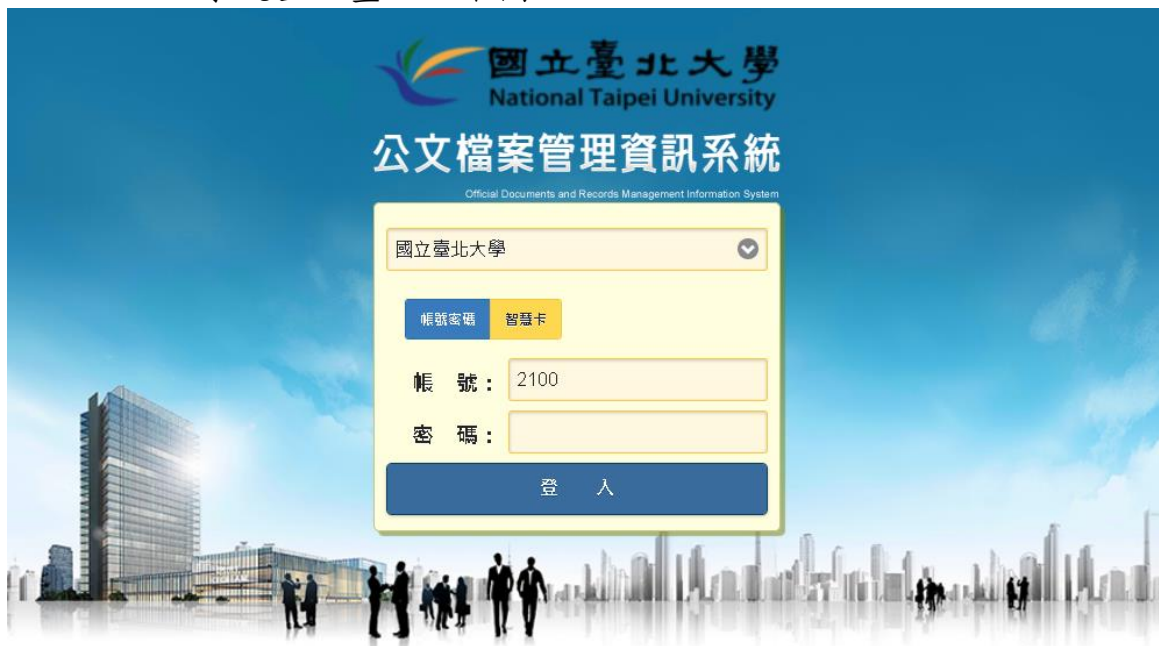 國立臺北大學
National Taipei University
公文檔案管理資訊系統
Official Documents and Records Management Information System
國立臺北大學
帳號密碼 智慧卡
帳 號： 2100
密 碼：
登 入